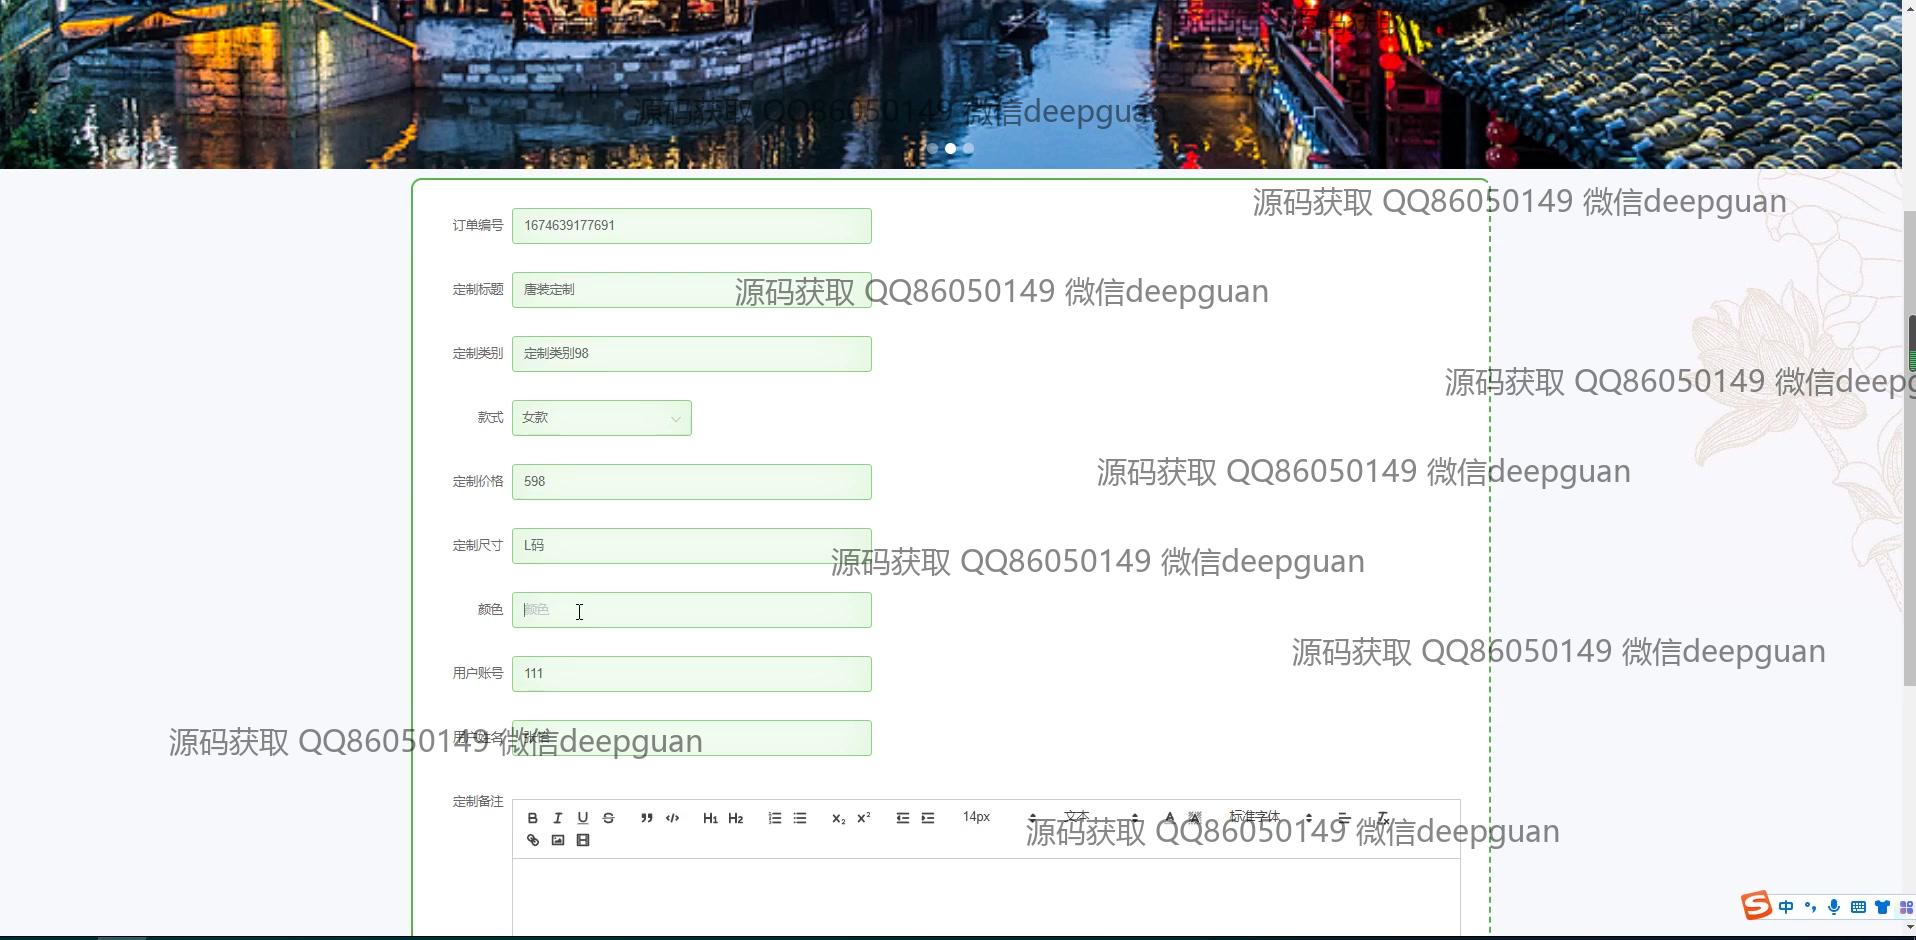 源码获取 QQ86050149 微信deepguan
源码获取 QQ86050149 微信deepguan
订单编号 1674639177691
定制标题 唐装定制
源码获取 QQ86050149 微信deepguan
定制类别 定制类别98
源码获取 QQ86050149 微信deepg
款式 女款
源码获取 QQ86050149 微信deepguan
定制价格 598
定制尺寸 L码
源码获取 QQ86050149 微信deepguan
颜色 颜色
源码获取 QQ86050149 微信deepguan
用户账号 111
用户姓名
源码获取 QQ86050149 微信deepguan
定制备注
B I U S H1 H2 X2 X2 14px 文本 A A 标准字体 Tx
源码获取 QQ86050149 微信deepguan
S 中